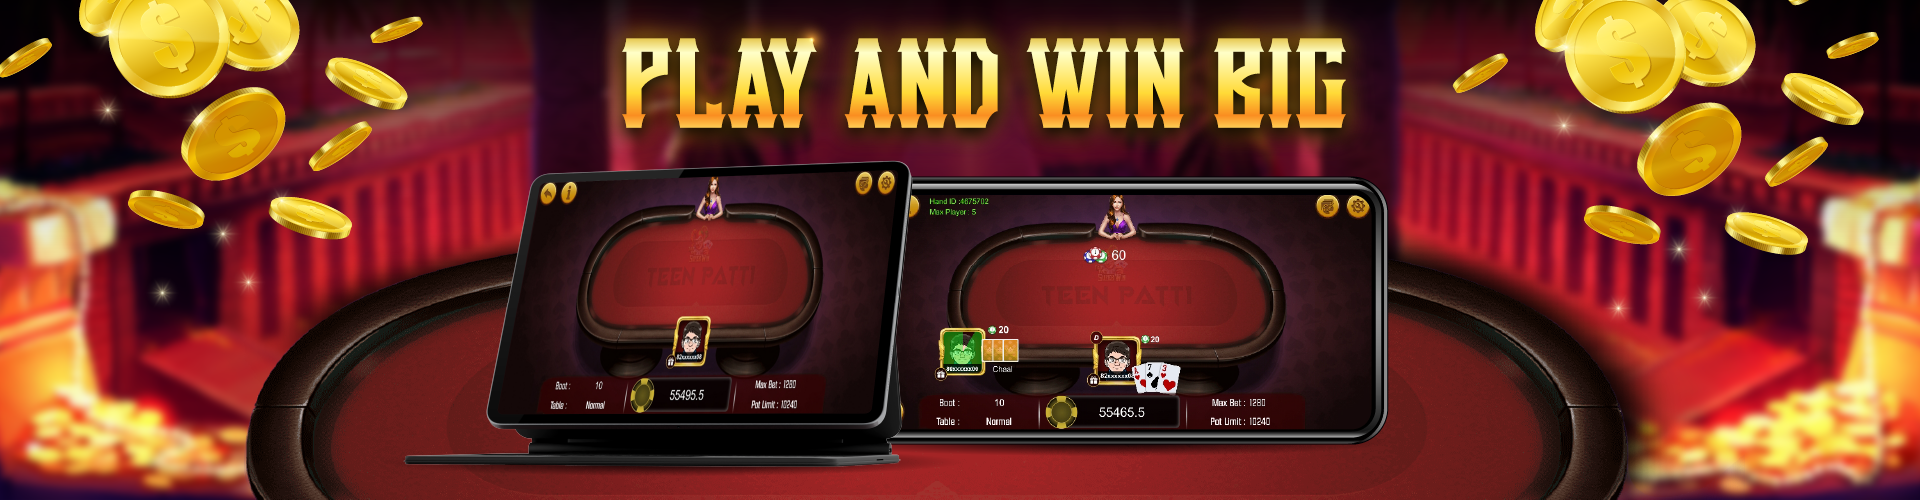 PLAY AND WIN BIG
TEEN PATTI
Boot : 10
Table : Normal
55495.5
Max Bet : 1280
Pot Limit : 10240
Hand ID :4675702
Max Player : 5
60
TEEN PATTI
20
Chaal
D
20
7 3
Boot : 10
Table : Normal
55465.5
Max Bet : 1280
Pot Limit : 10240